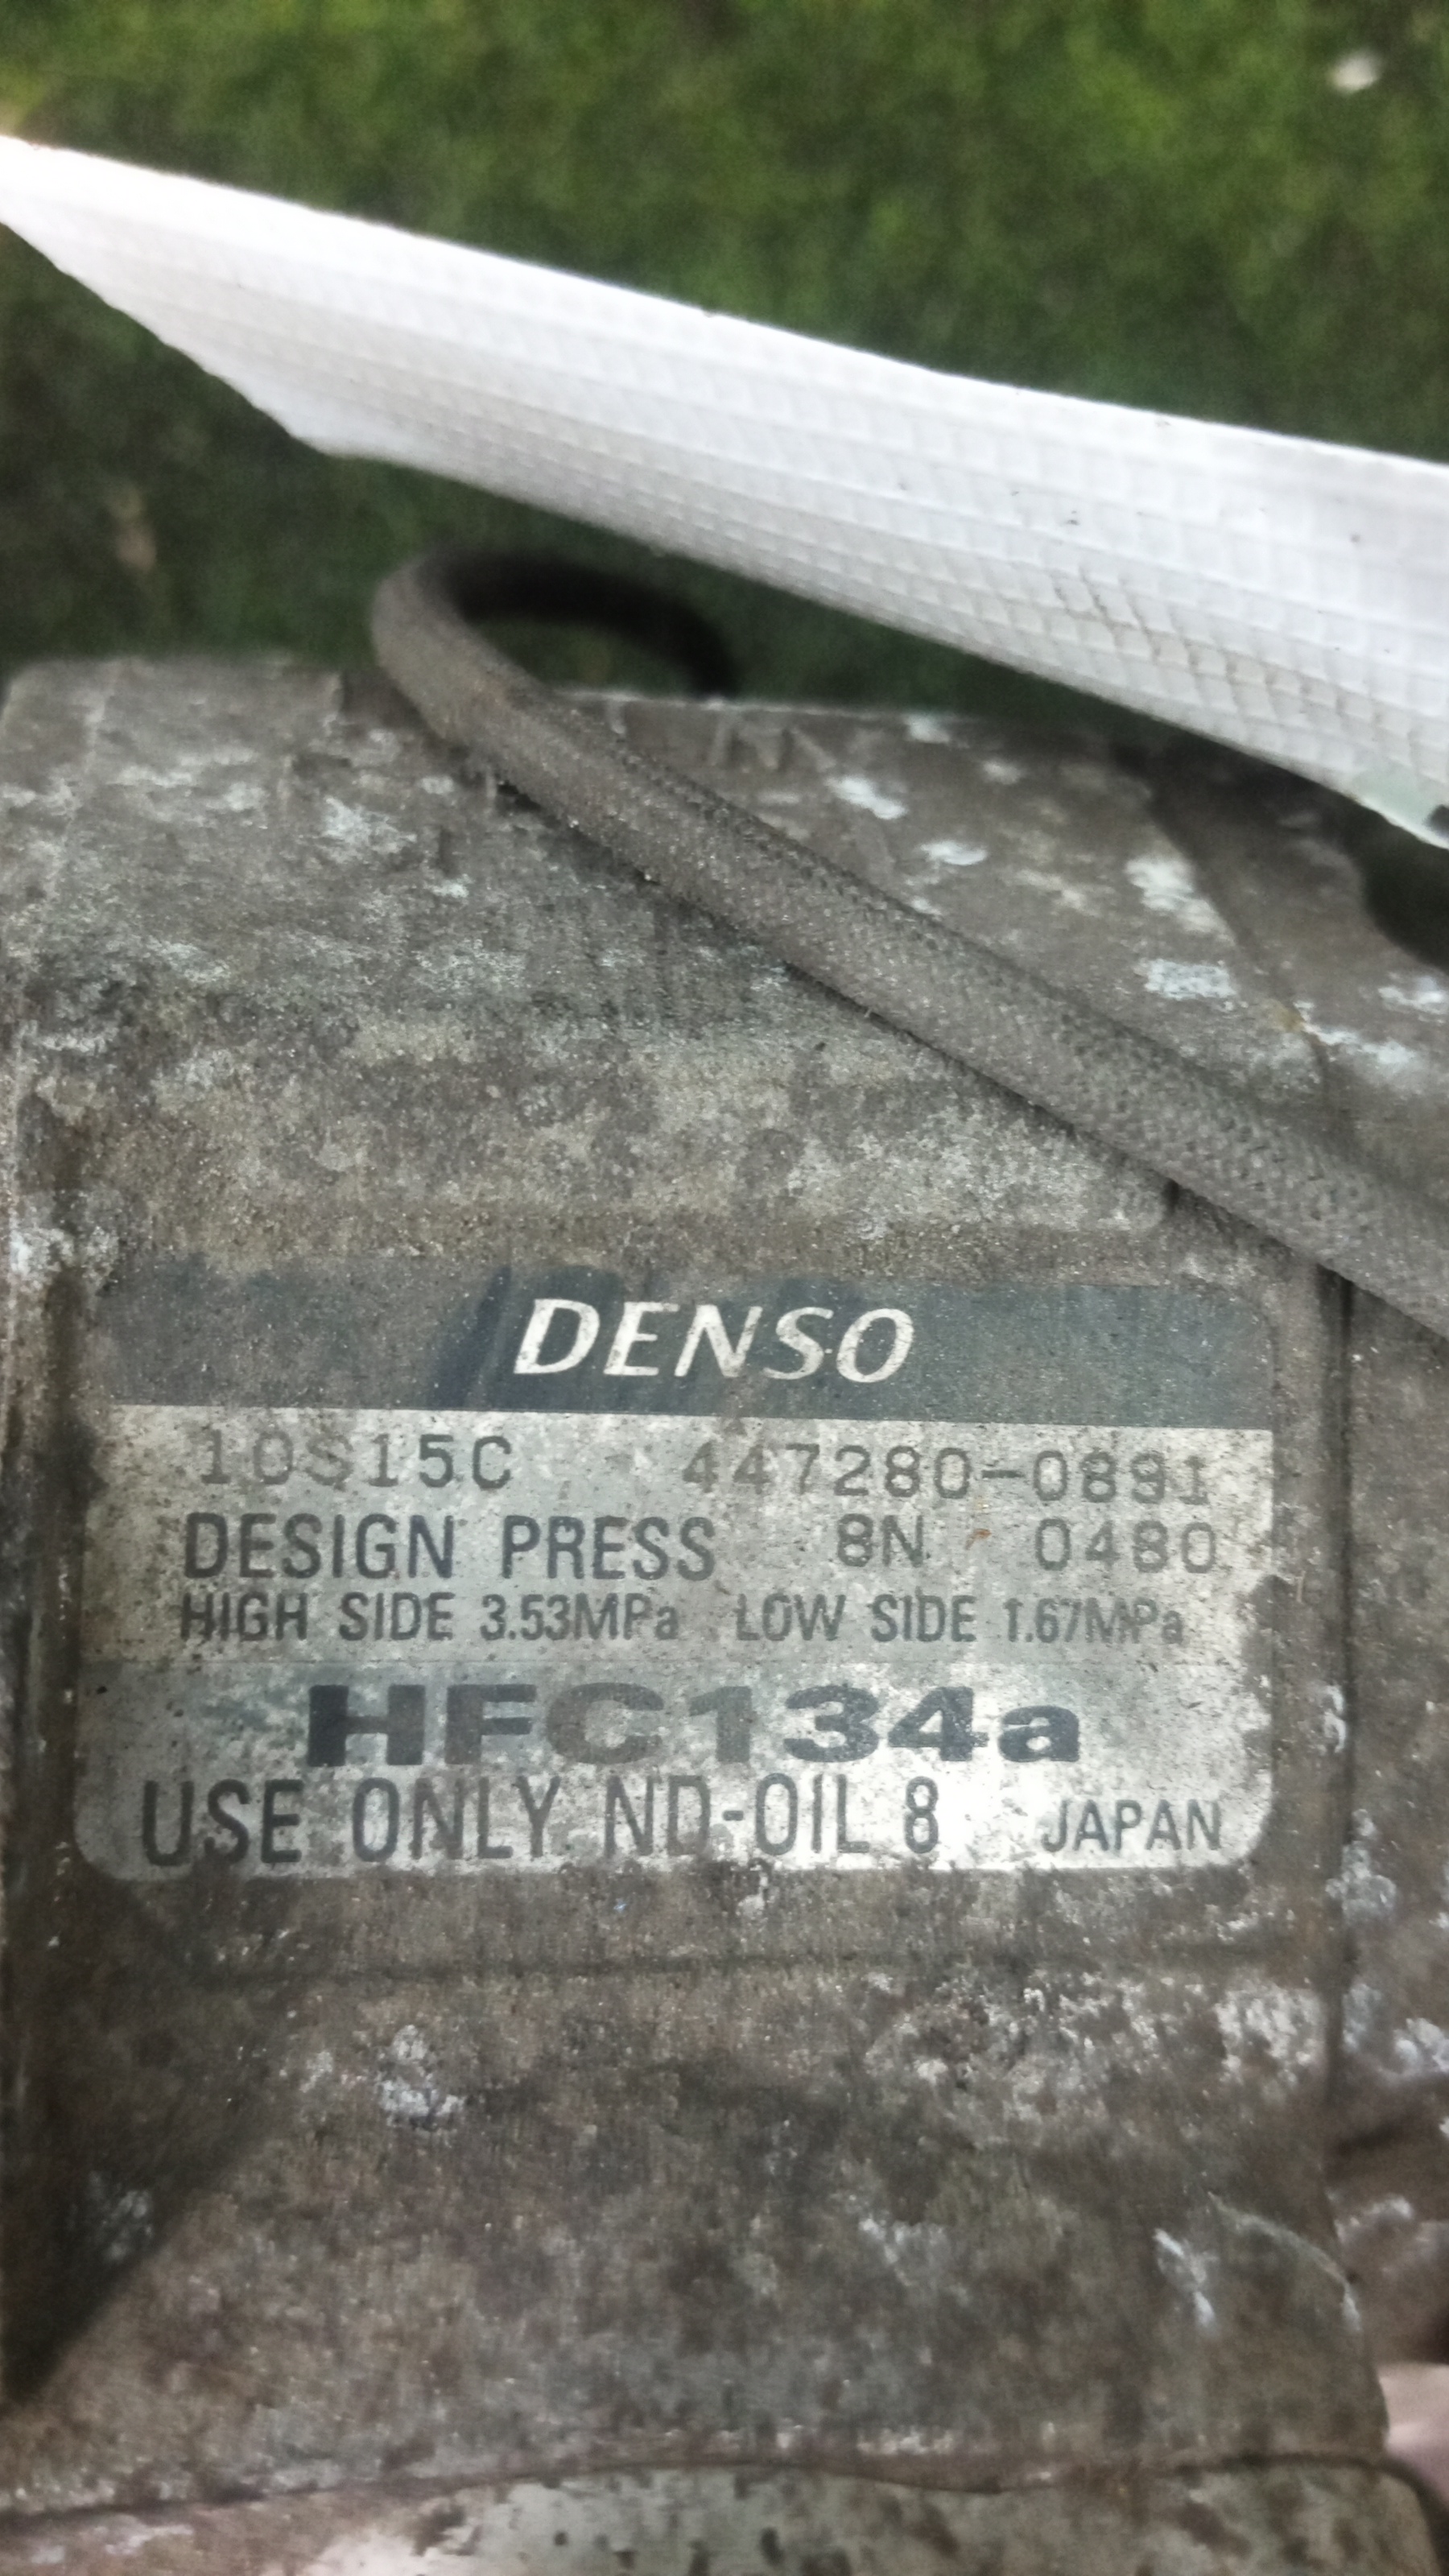 DENSO
10S15C 447280-0891
DESIGN PRESS 8N 0480
HIGH SIDE 3.53MPa LOW SIDE 1.67MPa
HFC134a
USE ONLY ND-OIL 8 JAPAN